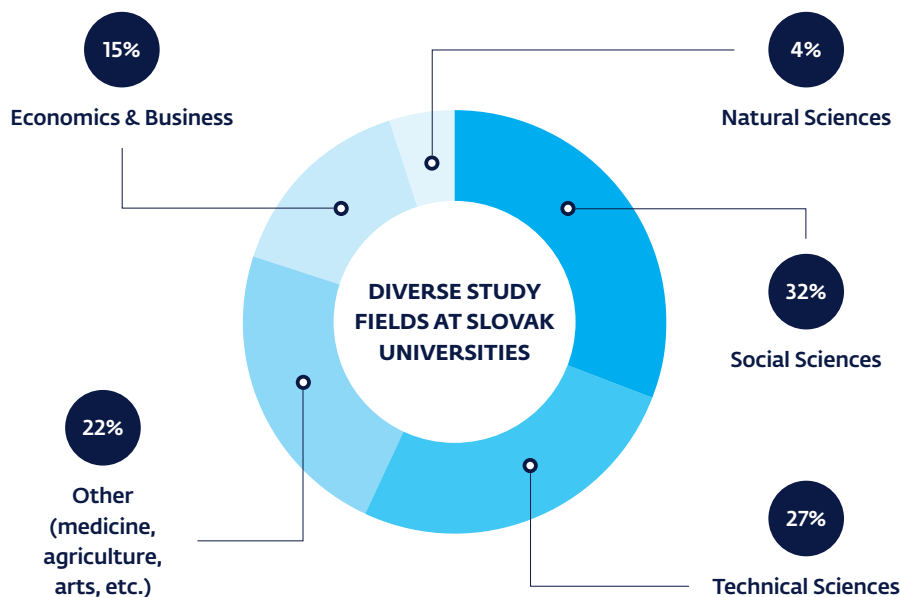 15%
Economics & Business
4%
Natural Sciences
DIVERSE STUDY
FIELDS AT SLOVAK
UNIVERSITIES
32%
Social Sciences
22%
Other
(medicine,
agriculture,
arts, etc.)
27%
Technical Sciences